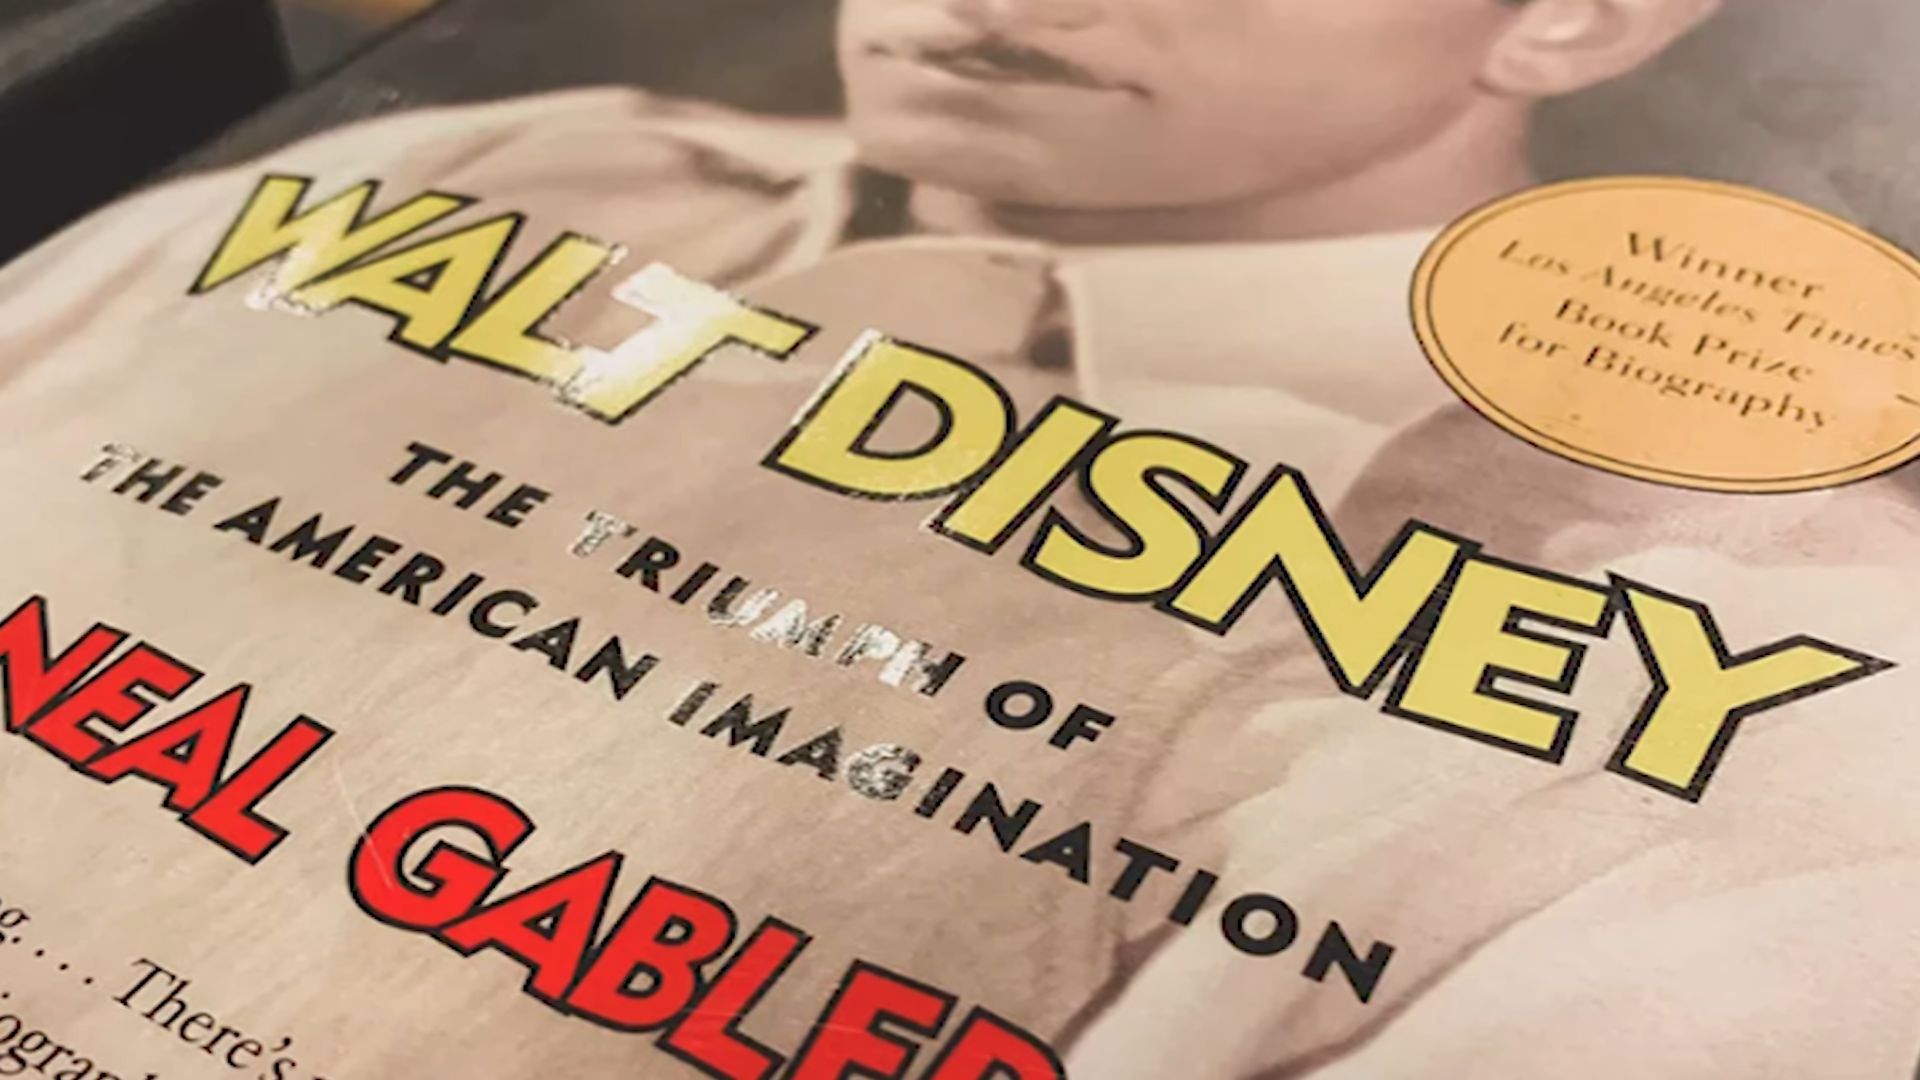 Winner
Los Angeles Times
Book Prize
for Biography
WALT DISNEY
THE TRIUMPH OF
THE AMERICAN IMAGINATION
NEAL GABLER
There's